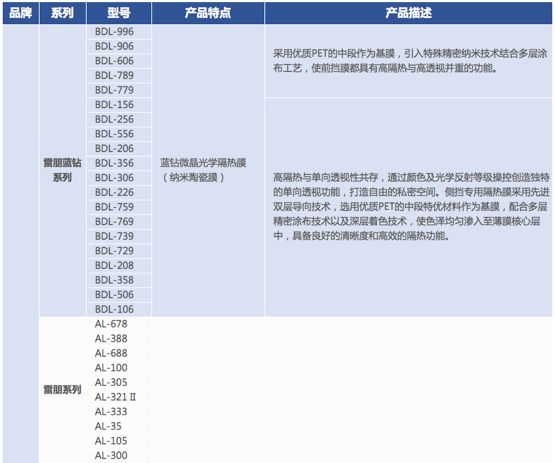 品牌 系列 型号 产品特点 产品描述
BDL-996
BDL-906
BDL-606
BDL-789
BDL-779
采用优质PET的中段作为基膜，引入特殊精密纳米技术结合多层涂
布工艺，使前挡膜都具有高隔热与高透视并重的功能。
BDL-156
BDL-256
BDL-556
BDL-206
BDL-356
BDL-306
BDL-226
BDL-759
BDL-769
BDL-739
BDL-729
BDL-208
BDL-358
BDL-506
BDL-106
雷朋蓝钻
系列
蓝钻微晶光学隔热膜
（纳米陶瓷膜）
高隔热与单向透视性共存，通过颜色及光学反射等级操控创造独特
的单向透视功能，打造自由的私密空间。侧挡专用隔热膜采用先进
双层导向技术，选用优质PET的中段特优材料作为基膜，配合多层
精密涂布技术以及深层着色技术，使色泽均匀渗入至薄膜核心层
中，具备良好的清晰度和高效的隔热功能。
雷朋系列
AL-678
AL-388
AL-688
AL-100
AL-305
AL-321 II
AL-333
AL-35
AL-105
AL-300